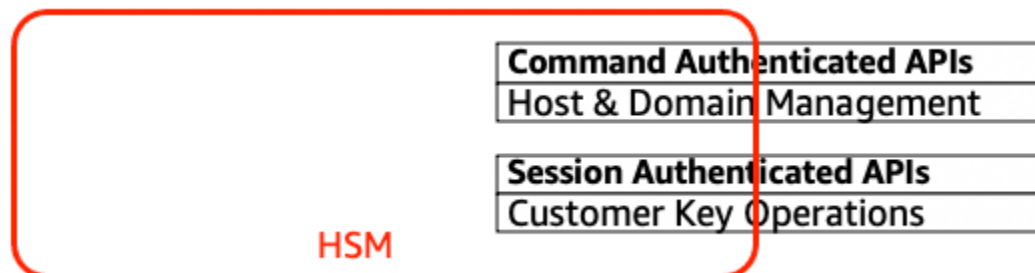 Command Authenticated APIs
Host & Domain Management
Session Authenticated APIs
Customer Key Operations
HSM